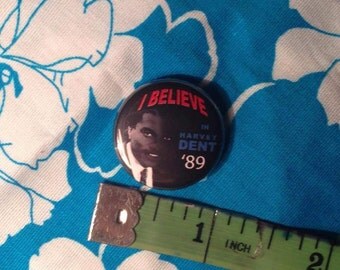 I BELIEVE
IN
HARVEY
DENT
'89
1 INCH 2